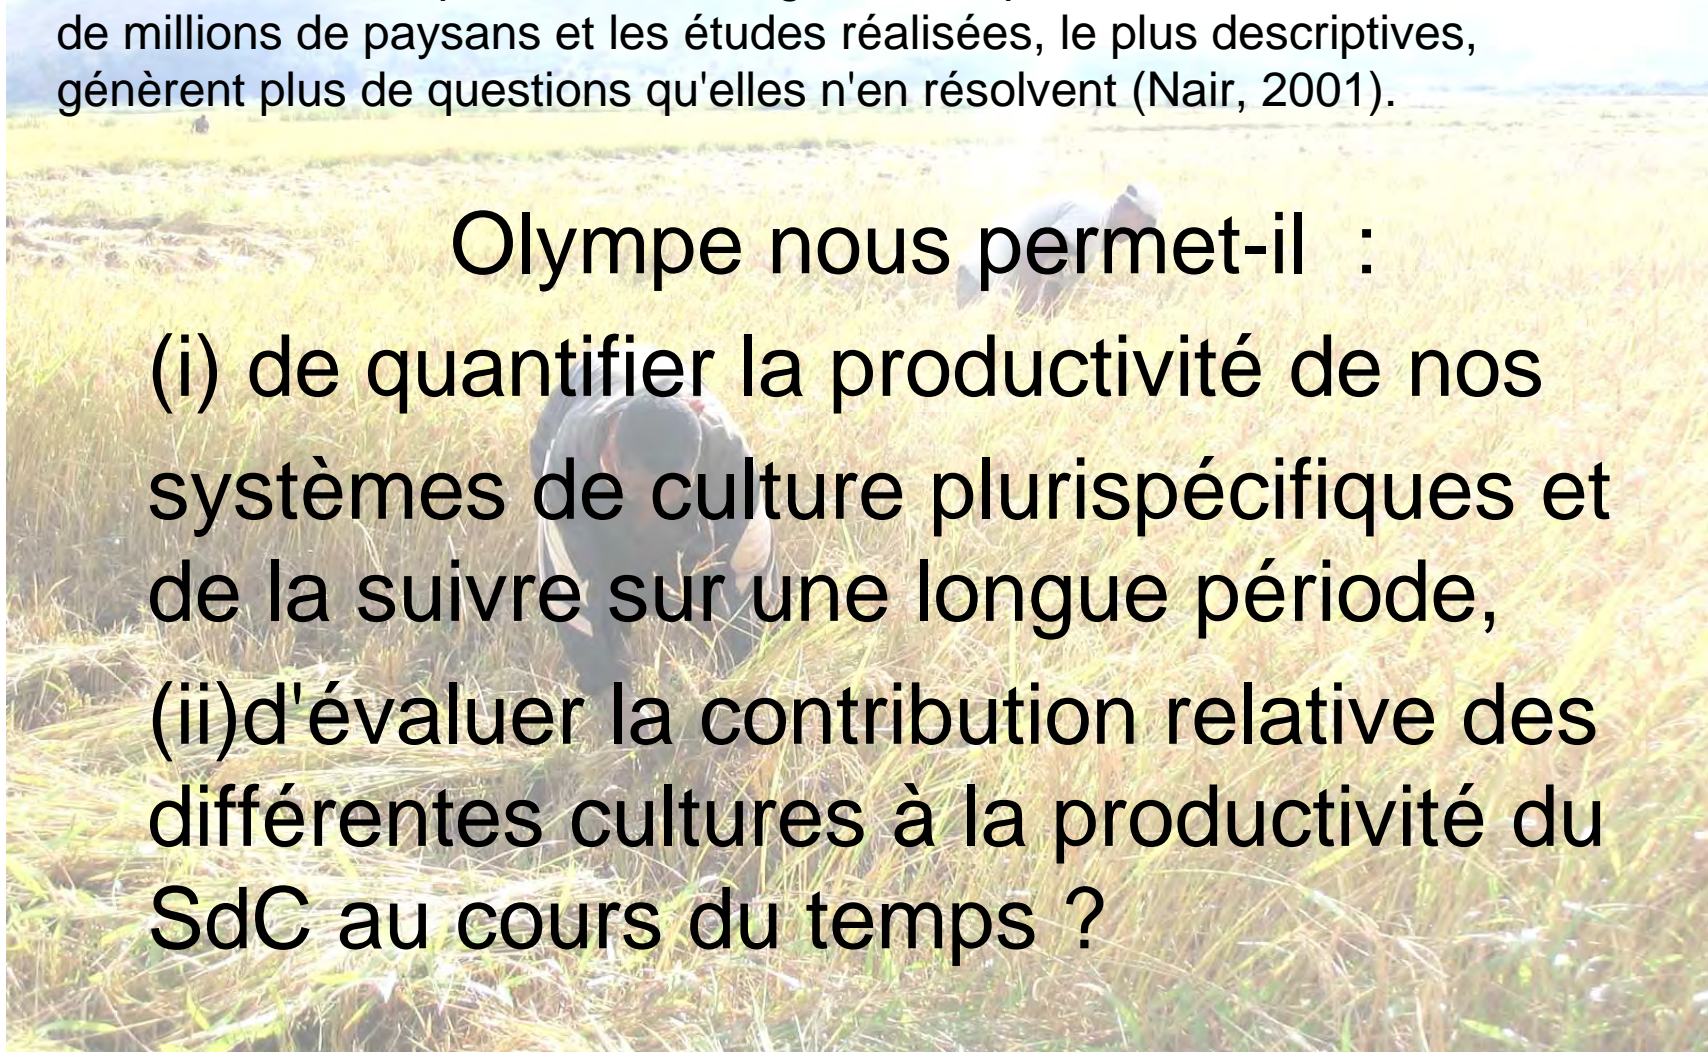 de millions de paysans et les études réalisées, le plus descriptives,
génèrent plus de questions qu'elles n'en résolvent (Nair, 2001).
Olympe nous permet-il :
(i) de quantifier la productivité de nos
systèmes de culture plurispécifiques et
de la suivre sur une longue période,
(ii)d'évaluer la contribution relative des
différentes cultures à la productivité du
SdC au cours du temps ?